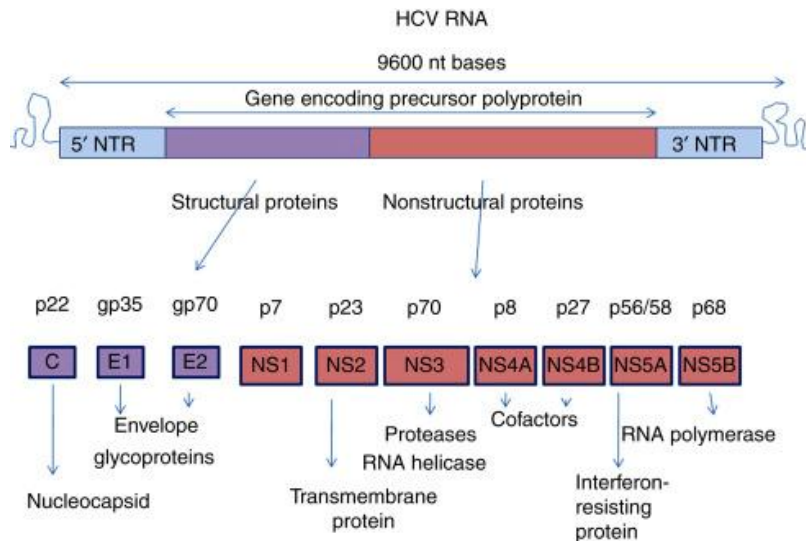 HCV RNA
9600 nt bases
Gene encoding precursor polyprotein
5′ NTR
3′ NTR
Structural proteins
Nonstructural proteins
p22 gp35 gp70 p7 p23 p70 p8 p27 p56/58 p68
C E1 E2 NS1 NS2 NS3 NS4A NS4B NS5A NS5B
Envelope
glycoproteins
Nucleocapsid
Transmembrane
protein
Proteases
RNA helicase
Cofactors
Interferon-
resisting
protein
RNA polymerase